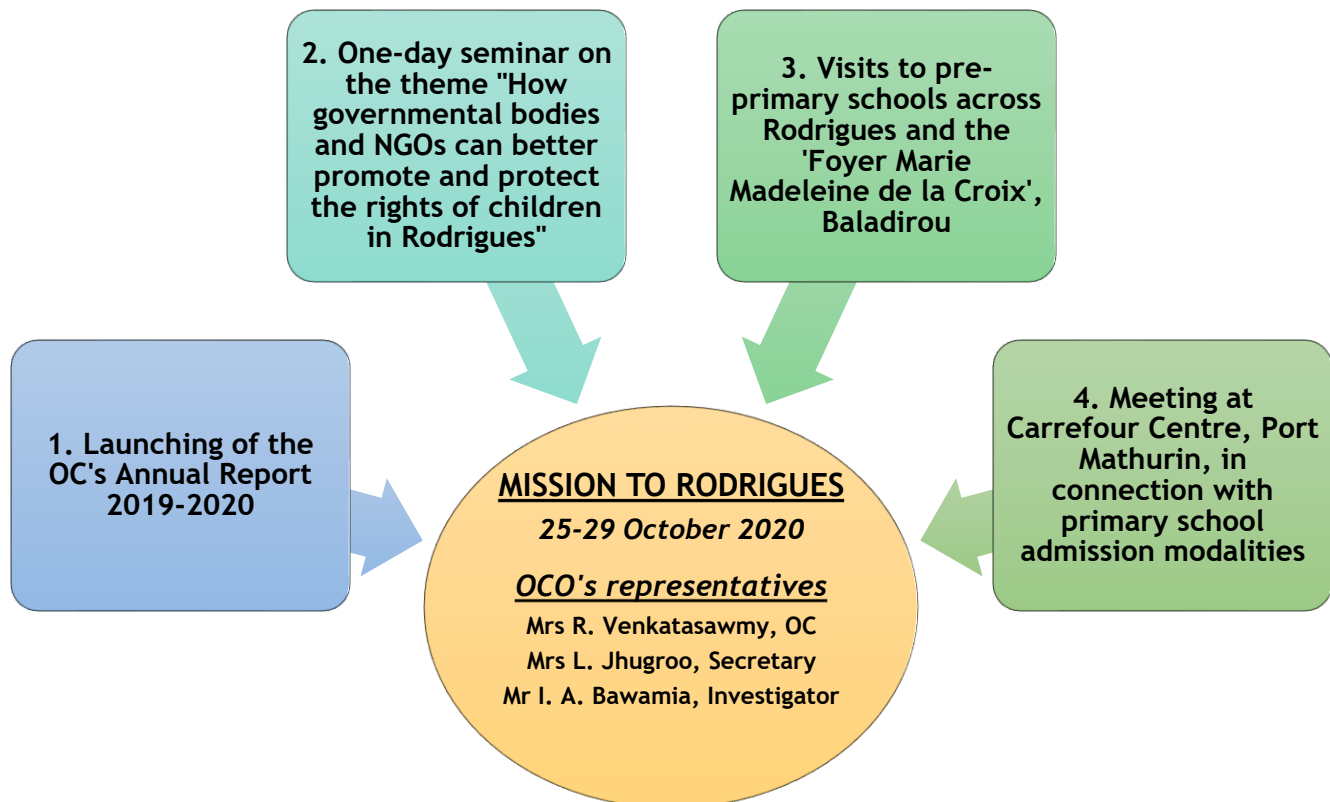 1. Launching of the
OC's Annual Report
2019-2020
2. One-day seminar on
the theme "How
governmental bodies
and NGOs can better
promote and protect
the rights of children
in Rodrigues"
3. Visits to pre-
primary schools across
Rodrigues and the
'Foyer Marie
Madeleine de la Croix',
Baladirou
4. Meeting at
Carrefour Centre, Port
Mathurin, in
connection with
primary school
admission modalities
MISSION TO RODRIGUES
25-29 October 2020
OCO's representatives
Mrs R. Venkatasawmy, OC
Mrs L. Jhugroo, Secretary
Mr I. A. Bawamia, Investigator